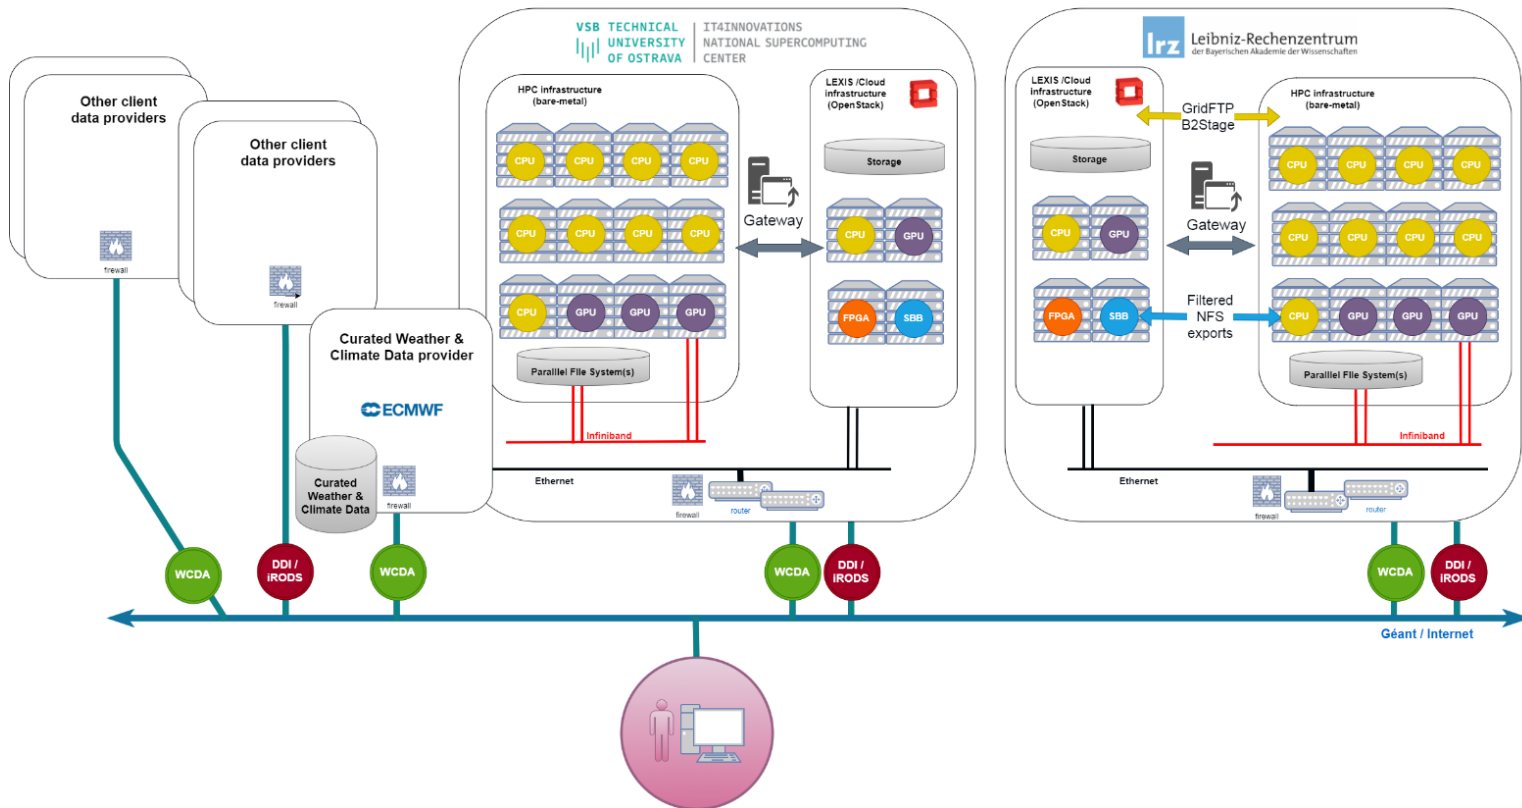 Other client
data providers
firewall
Other client
data providers
firewall
Curated Weather &
Climate Data provider
ECMWF
Curated
Weather &
Climate Data
firewall
VSB TECHNICAL
UNIVERSITY
OF OSTRAVA
IT4INNOVATIONS
NATIONAL SUPERCOMPUTING
CENTER
HPC infrastructure
(bare-metal)
CPU CPU CPU CPU
CPU CPU CPU CPU
CPU GPU GPU GPU
Parallel File System(s)
Infiniband
Gateway
LEXIS /Cloud
infrastructure
(OpenStack)
Storage
CPU GPU
FPGA SBB
Ethernet
firewall
router
lrz Leibniz-Rechenzentrum
der Bayerischen Akademie der Wissenschaften
LEXIS /Cloud
infrastructure
(OpenStack)
Storage
CPU GPU
FPGA SBB
GridFTP
B2Stage
Gateway
Filtered
NFS
exports
HPC infrastructure
(bare-metal)
CPU CPU CPU CPU
CPU CPU CPU CPU
CPU GPU GPU GPU
Parallel File System(s)
Infiniband
Ethernet
firewall
router
WCDA
DDI /
iRODS
WCDA
WCDA
DDI /
iRODS
WCDA
DDI /
iRODS
Géant / Internet